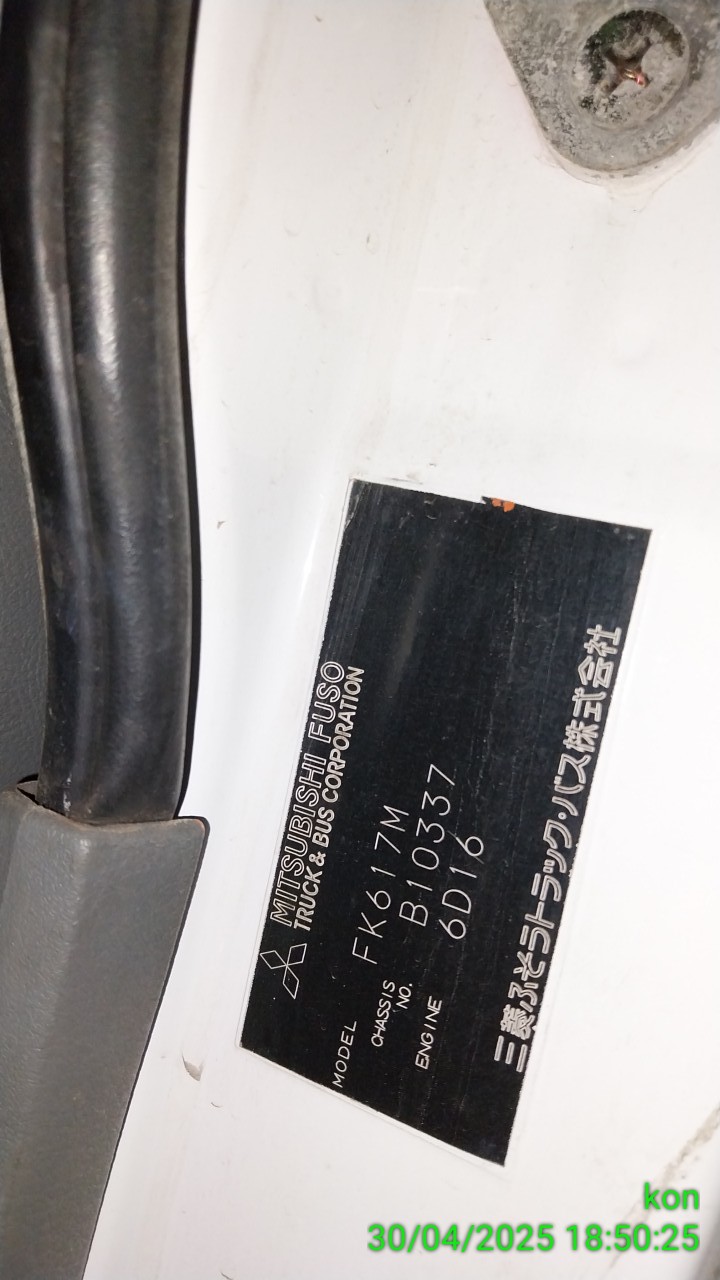 MITSUBISHI FUSO
TRUCK & BUS CORPORATION
MODEL FK617M
CHASSIS NO. B10337
ENGINE 6D16
三菱ふそうトラック・バス株式会社
kon
30/04/2025 18:50:25